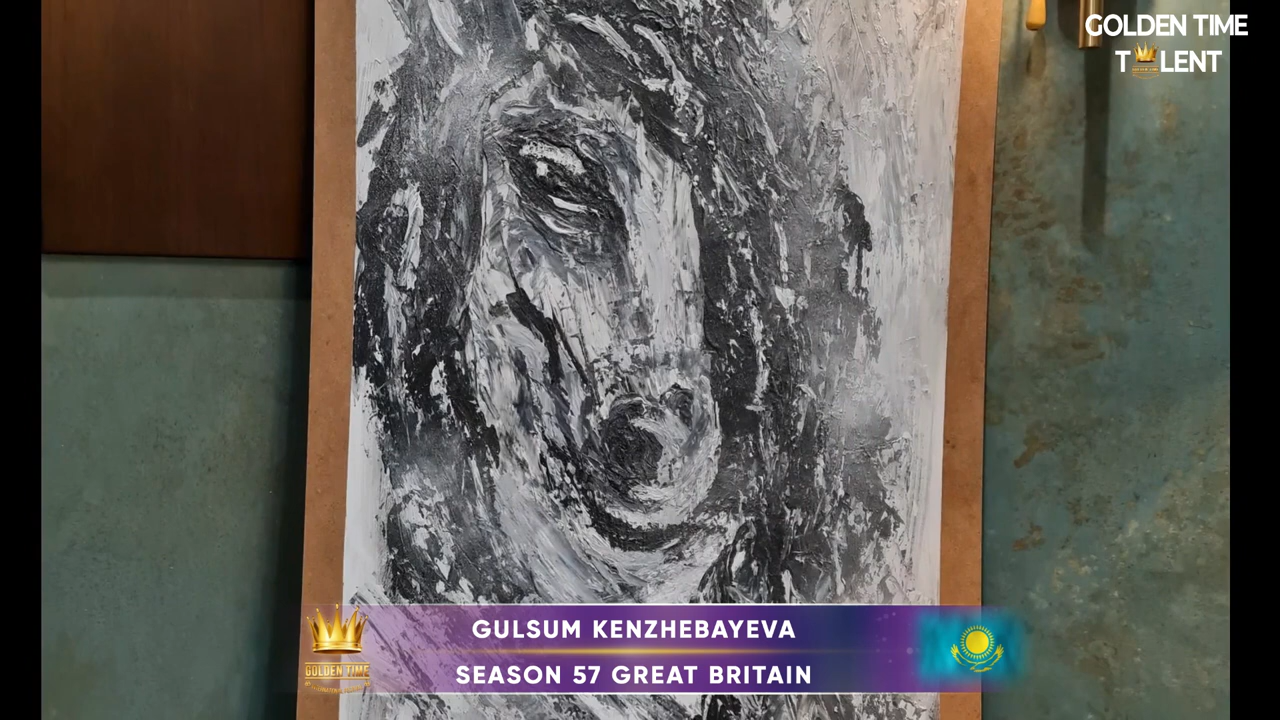 GOLDEN TIME
TALENT
GULSUM KENZHEBAYEVA
SEASON 57 GREAT BRITAIN
GOLDEN TIME